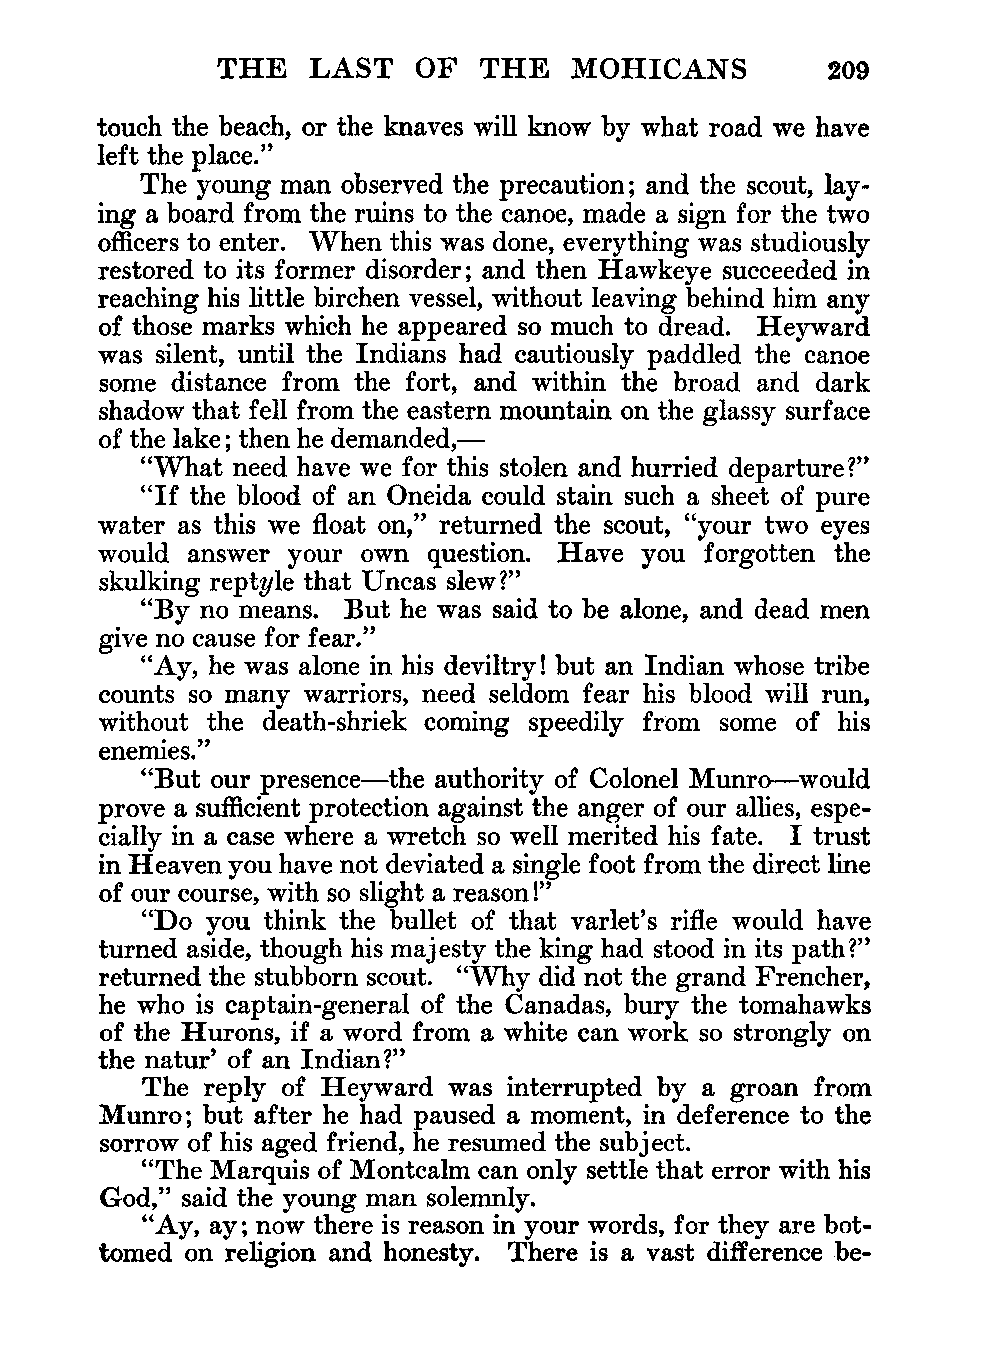 THE LAST OF THE MOHICANS 209
touch the beach, or the knaves will know by what road we have
left the place.”
The young man observed the precaution; and the scout, lay-
ing a board from the ruins to the canoe, made a sign for the two
officers to enter. When this was done, everything was studiously
restored to its former disorder; and then Hawkeye succeeded in
reaching his little birchen vessel, without leaving behind him any
of those marks which he appeared so much to dread. Heyward
was silent, until the Indians had cautiously paddled the canoe
some distance from the fort, and within the broad and dark
shadow that fell from the eastern mountain on the glassy surface
of the lake; then he demanded,—
“What need have we for this stolen and hurried departure?”
“If the blood of an Oneida could stain such a sheet of pure
water as this we float on,” returned the scout, “your two eyes
would answer your own question. Have you forgotten the
skulking reptyle that Uncas slew?”
“By no means. But he was said to be alone, and dead men
give no cause for fear.”
“Ay, he was alone in his deviltry! but an Indian whose tribe
counts so many warriors, need seldom fear his blood will run,
without the death-shriek coming speedily from some of his
enemies.”
“But our presence—the authority of Colonel Munro—would
prove a sufficient protection against the anger of our allies, espe-
cially in a case where a wretch so well merited his fate. I trust
in Heaven you have not deviated a single foot from the direct line
of our course, with so slight a reason!”
“Do you think the bullet of that varlet’s rifle would have
turned aside, though his majesty the king had stood in its path?”
returned the stubborn scout. “Why did not the grand Frencher,
he who is captain-general of the Canadas, bury the tomahawks
of the Hurons, if a word from a white can work so strongly on
the natur’ of an Indian?”
The reply of Heyward was interrupted by a groan from
Munro; but after he had paused a moment, in deference to the
sorrow of his aged friend, he resumed the subject.
“The Marquis of Montcalm can only settle that error with his
God,” said the young man solemnly.
“Ay, ay; now there is reason in your words, for they are bot-
tomed on religion and honesty. There is a vast difference be-